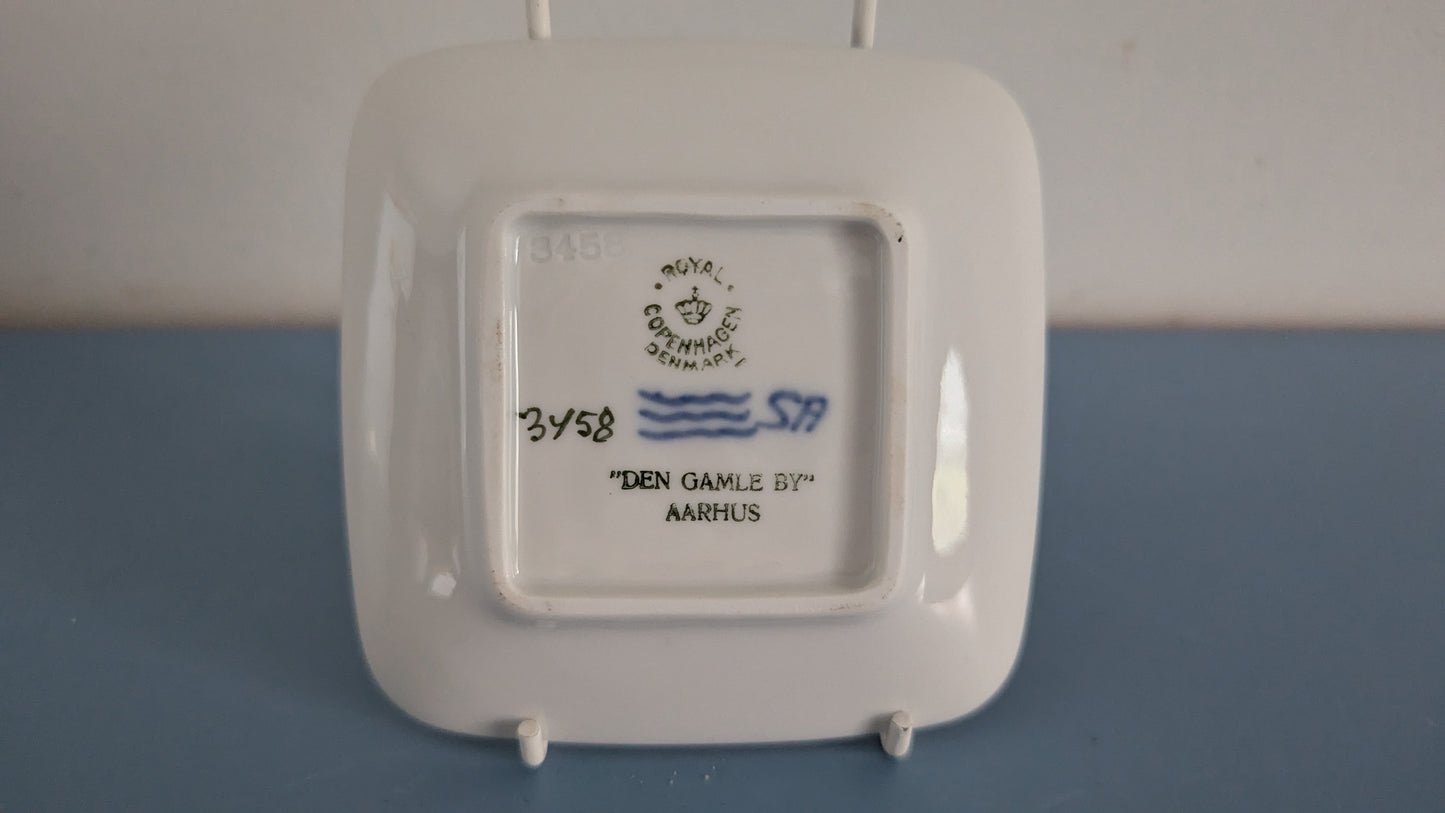 3458
ROYAL
COPENHAGEN
DENMARK
3458 SA
"DEN GAMLE BY"
AARHUS